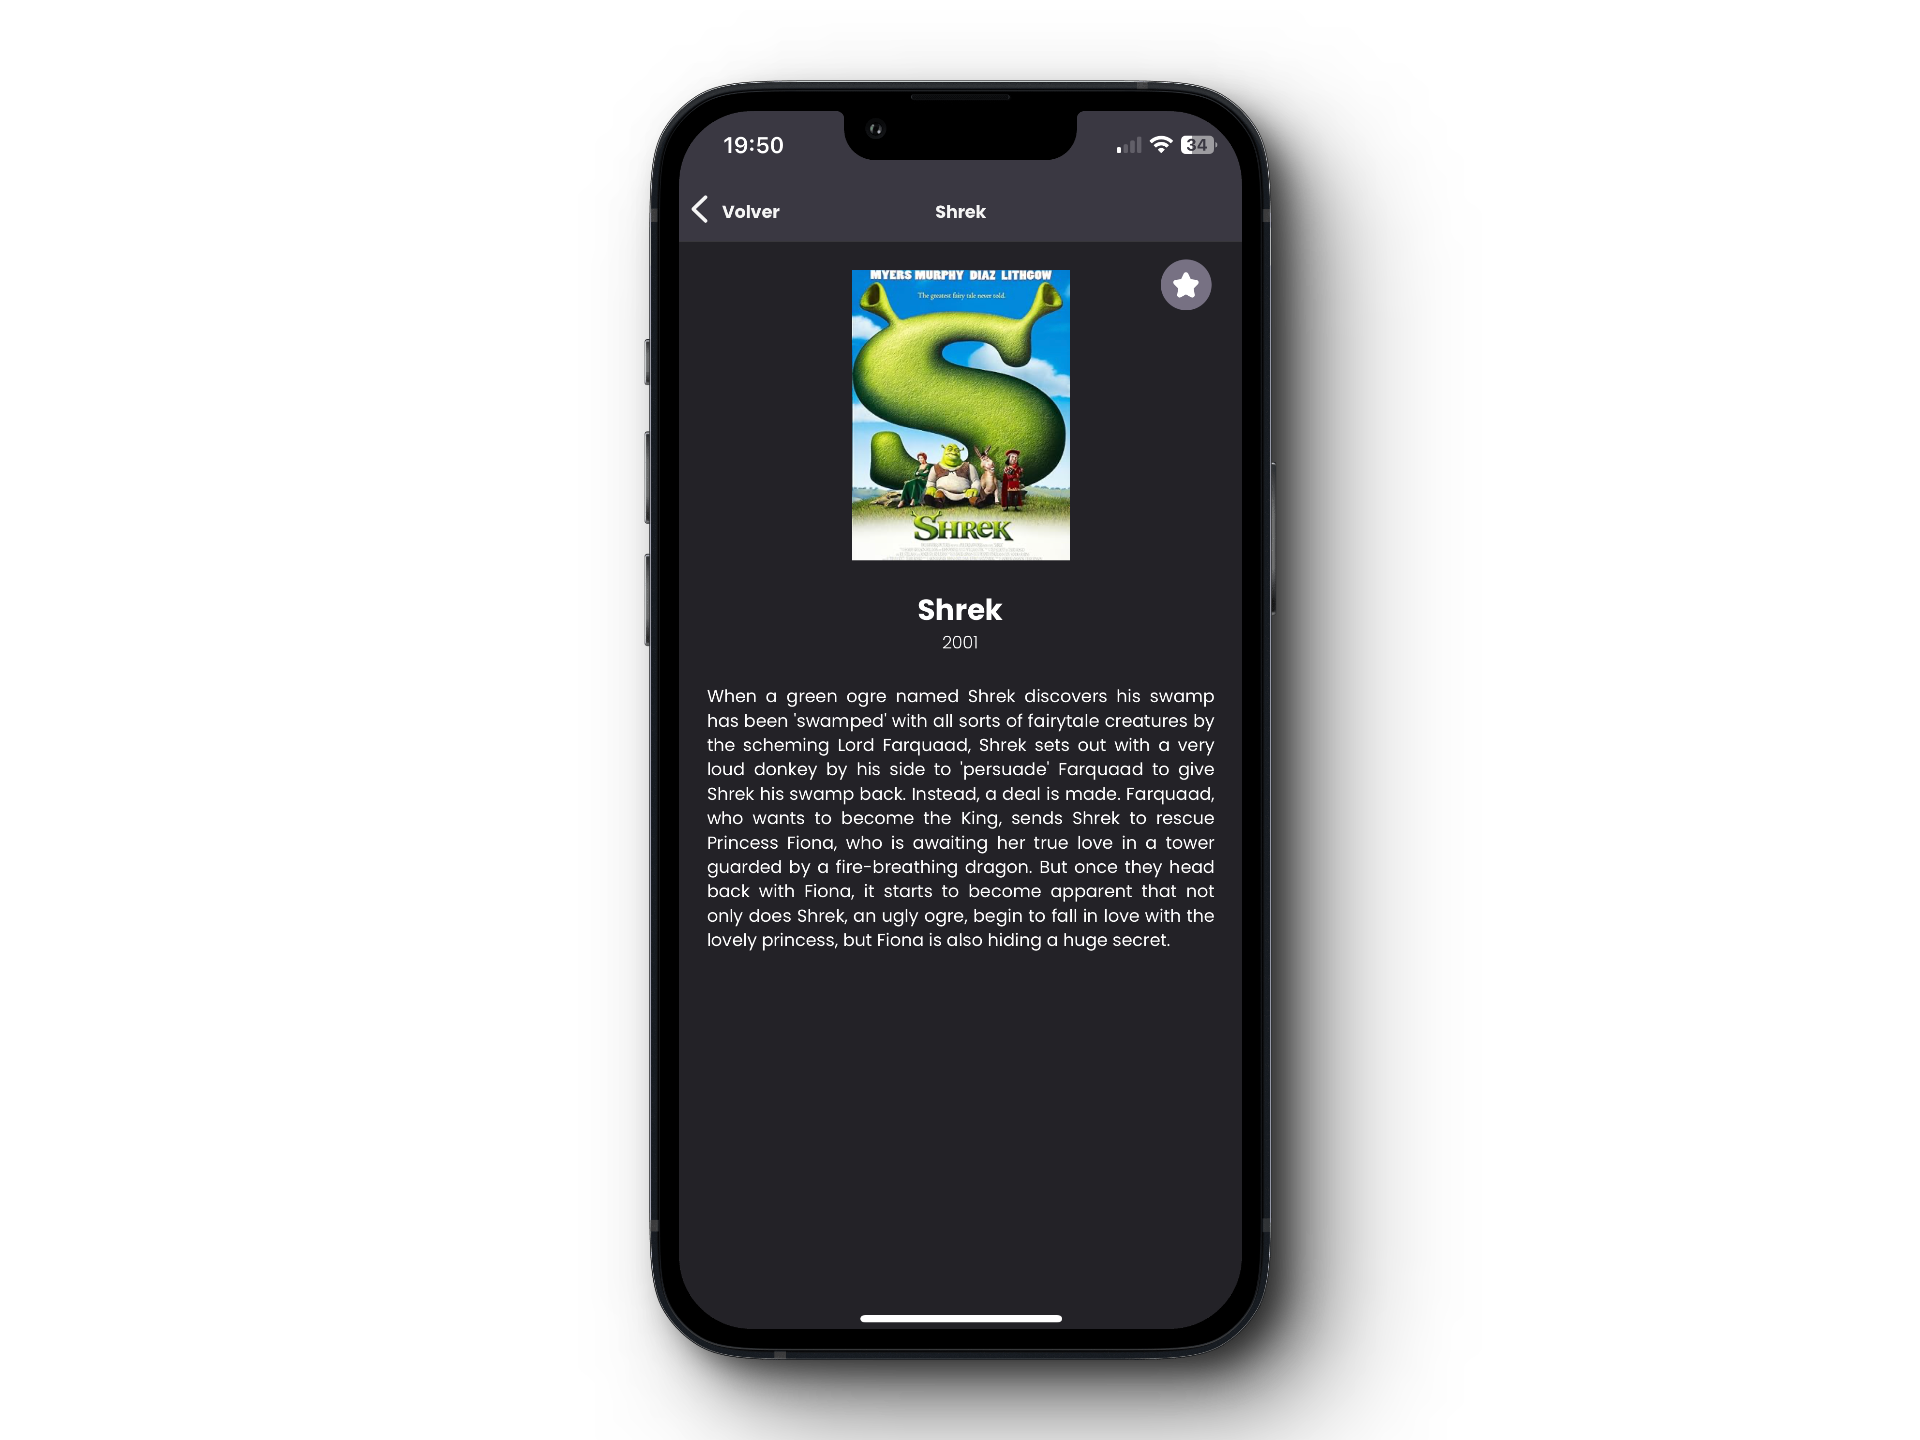 19:50
34
Volver
Shrek
MYERS MURPHY DIAZ LITHGOW
The greatest fairy tale never told.
SHREK
Shrek
2001
When a green ogre named Shrek discovers his swamp
has been 'swamped' with all sorts of fairytale creatures by
the scheming Lord Farquaad, Shrek sets out with a very
loud donkey by his side to 'persuade' Farquaad to give
Shrek his swamp back. Instead, a deal is made. Farquaad,
who wants to become the King, sends Shrek to rescue
Princess Fiona, who is awaiting her true love in a tower
guarded by a fire-breathing dragon. But once they head
back with Fiona, it starts to become apparent that not
only does Shrek, an ugly ogre, begin to fall in love with the
lovely princess, but Fiona is also hiding a huge secret.